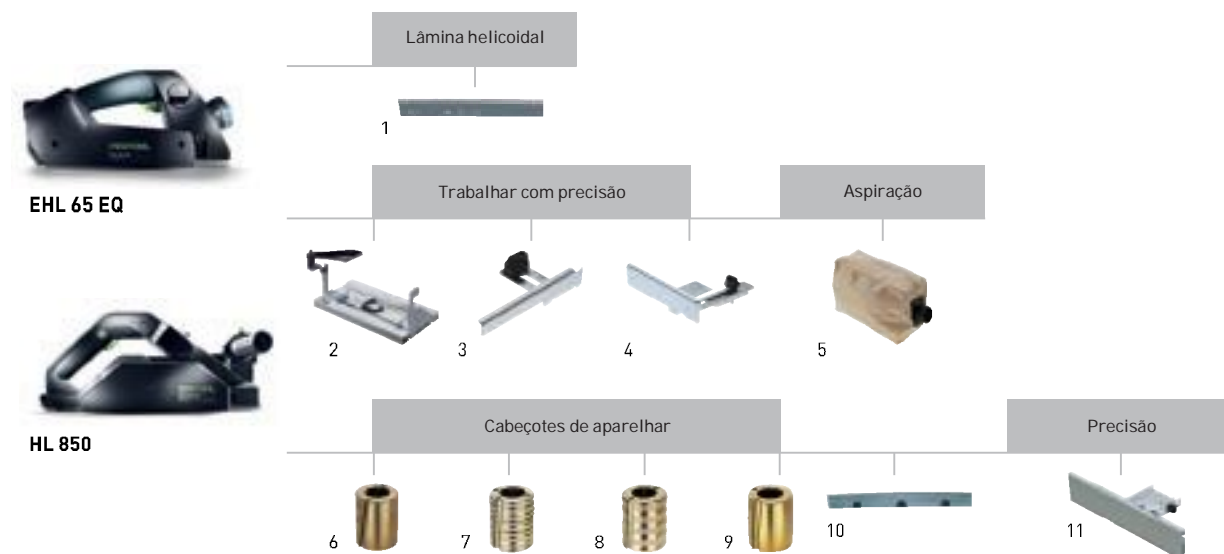 Lâmina helicoidal
1
EHL 65 EQ
Trabalhar com precisão
Aspiração
2
3
4
5
HL 850
Cabeçotes de aparelhar
Precisão
6
7
8
9
10
11